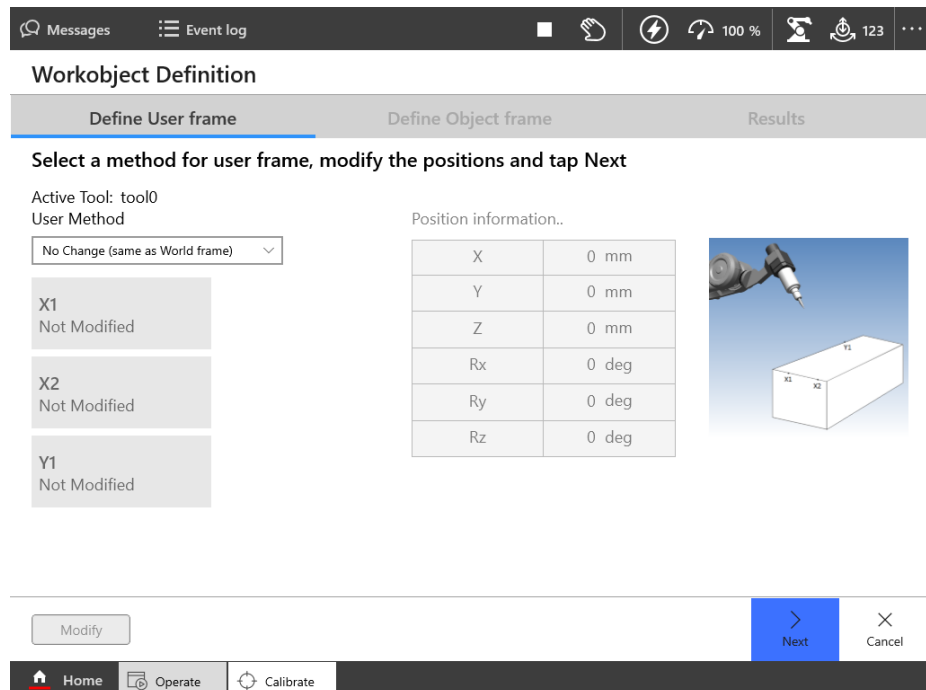 Messages Event log 100 % 123 ...
Workobject Definition
Define User frame Define Object frame Results
Select a method for user frame, modify the positions and tap Next
Active Tool: tool0
User Method
Position information..
No Change (same as World frame)
X1
Not Modified
X2
Not Modified
Y1
Not Modified
X 0 mm
Y 0 mm
Z 0 mm
Rx 0 deg
Ry 0 deg
Rz 0 deg
Y1
X1 X2
Modify
Next
Cancel
Home Operate Calibrate